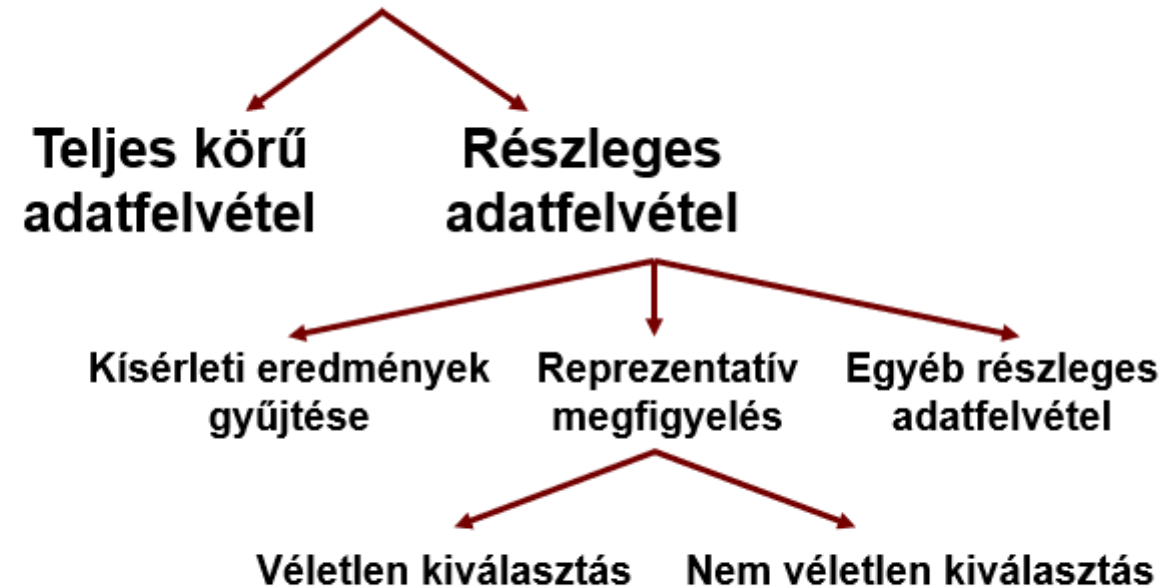 Teljes körű
adatfelvétel
Részleges
adatfelvétel
Kísérleti eredmények
gyűjtése
Reprezentatív
megfigyelés
Egyéb részleges
adatfelvétel
Véletlen kiválasztás
Nem véletlen kiválasztás